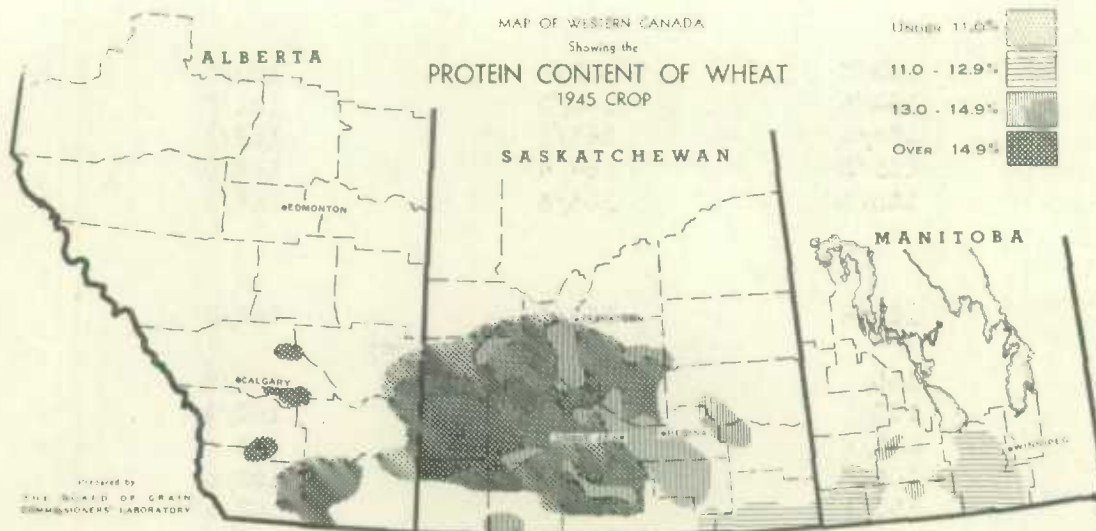 MAP OF WESTERN CANADA
Showing the
PROTEIN CONTENT OF WHEAT
1945 CROP
UNDER 11.0%
11.0 - 12.9%
13.0 - 14.9%
OVER 14.9%
ALBERTA
SASKATCHEWAN
MANITOBA
EDMONTON
SASKATOON
CALGARY
REGINA
WINNIPEG
Prepared by
THE BOARD OF GRAIN
COMMISSIONERS' LABORATORY